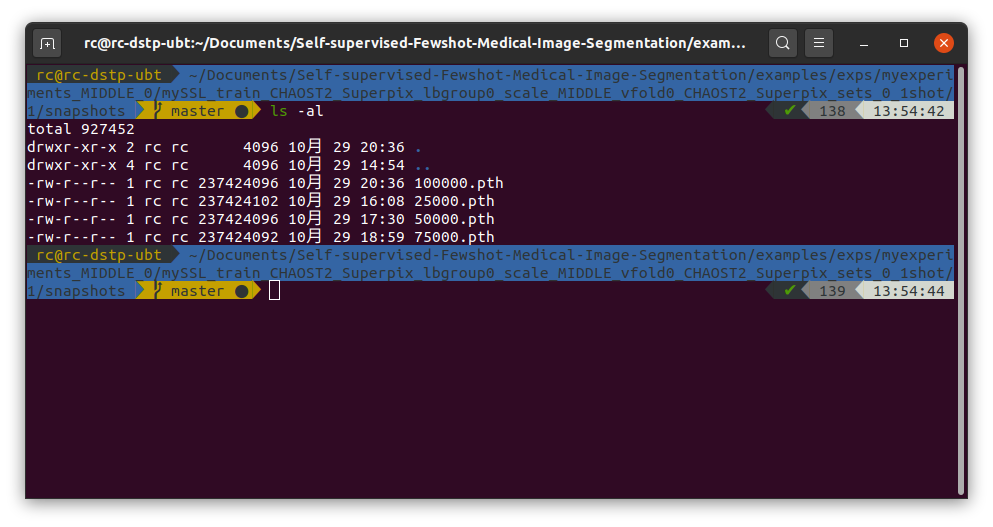 rc@rc-dstp-ubt:~/Documents/Self-supervised-Fewshot-Medical-Image-Segmentation/exam...
rc@rc-dstp-ubt ~/Documents/Self-supervised-Fewshot-Medical-Image-Segmentation/examples/exps/myexperi
ments_MIDDLE_0/mySSL_train_CHAOST2_Superpix_lbgroup0_scale_MIDDLE_vfold0_CHAOST2_Superpix_sets_0_1shot/
1/snapshots master ● ls -al ✔ 138 13:54:42
total 927452
drwxr-xr-x 2 rc rc 4096 10月 29 20:36 .
drwxr-xr-x 4 rc rc 4096 10月 29 14:54 ..
-rw-r--r-- 1 rc rc 237424096 10月 29 20:36 100000.pth
-rw-r--r-- 1 rc rc 237424102 10月 29 16:08 25000.pth
-rw-r--r-- 1 rc rc 237424096 10月 29 17:30 50000.pth
-rw-r--r-- 1 rc rc 237424092 10月 29 18:59 75000.pth
rc@rc-dstp-ubt ~/Documents/Self-supervised-Fewshot-Medical-Image-Segmentation/examples/exps/myexperi
ments_MIDDLE_0/mySSL_train_CHAOST2_Superpix_lbgroup0_scale_MIDDLE_vfold0_CHAOST2_Superpix_sets_0_1shot/
1/snapshots master ● ✔ 139 13:54:44